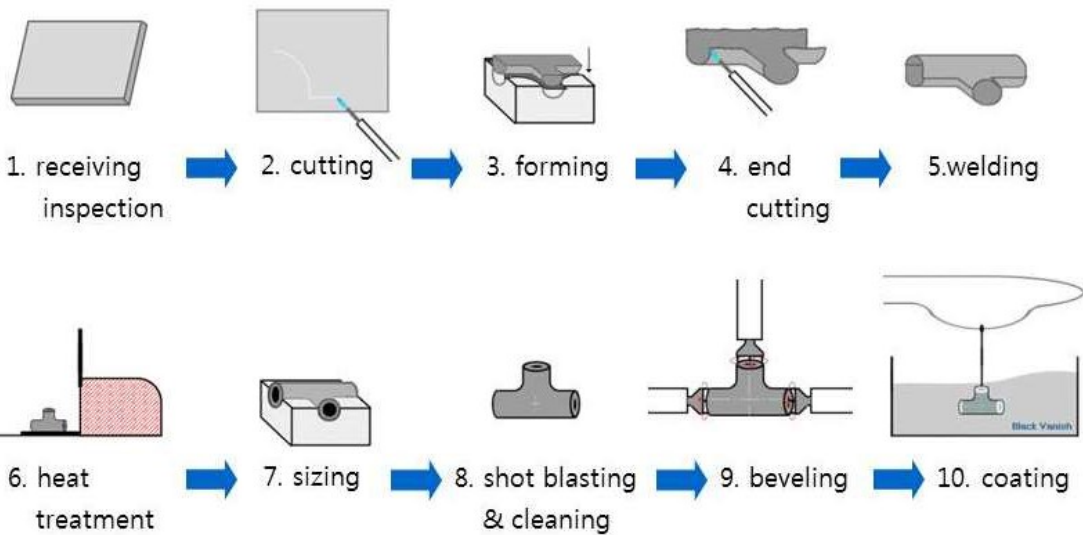 1. receiving
inspection
2. cutting
3. forming
4. end
cutting
5.welding
Black Vanish
6. heat
treatment
7. sizing
8. shot blasting
& cleaning
9. beveling
10. coating